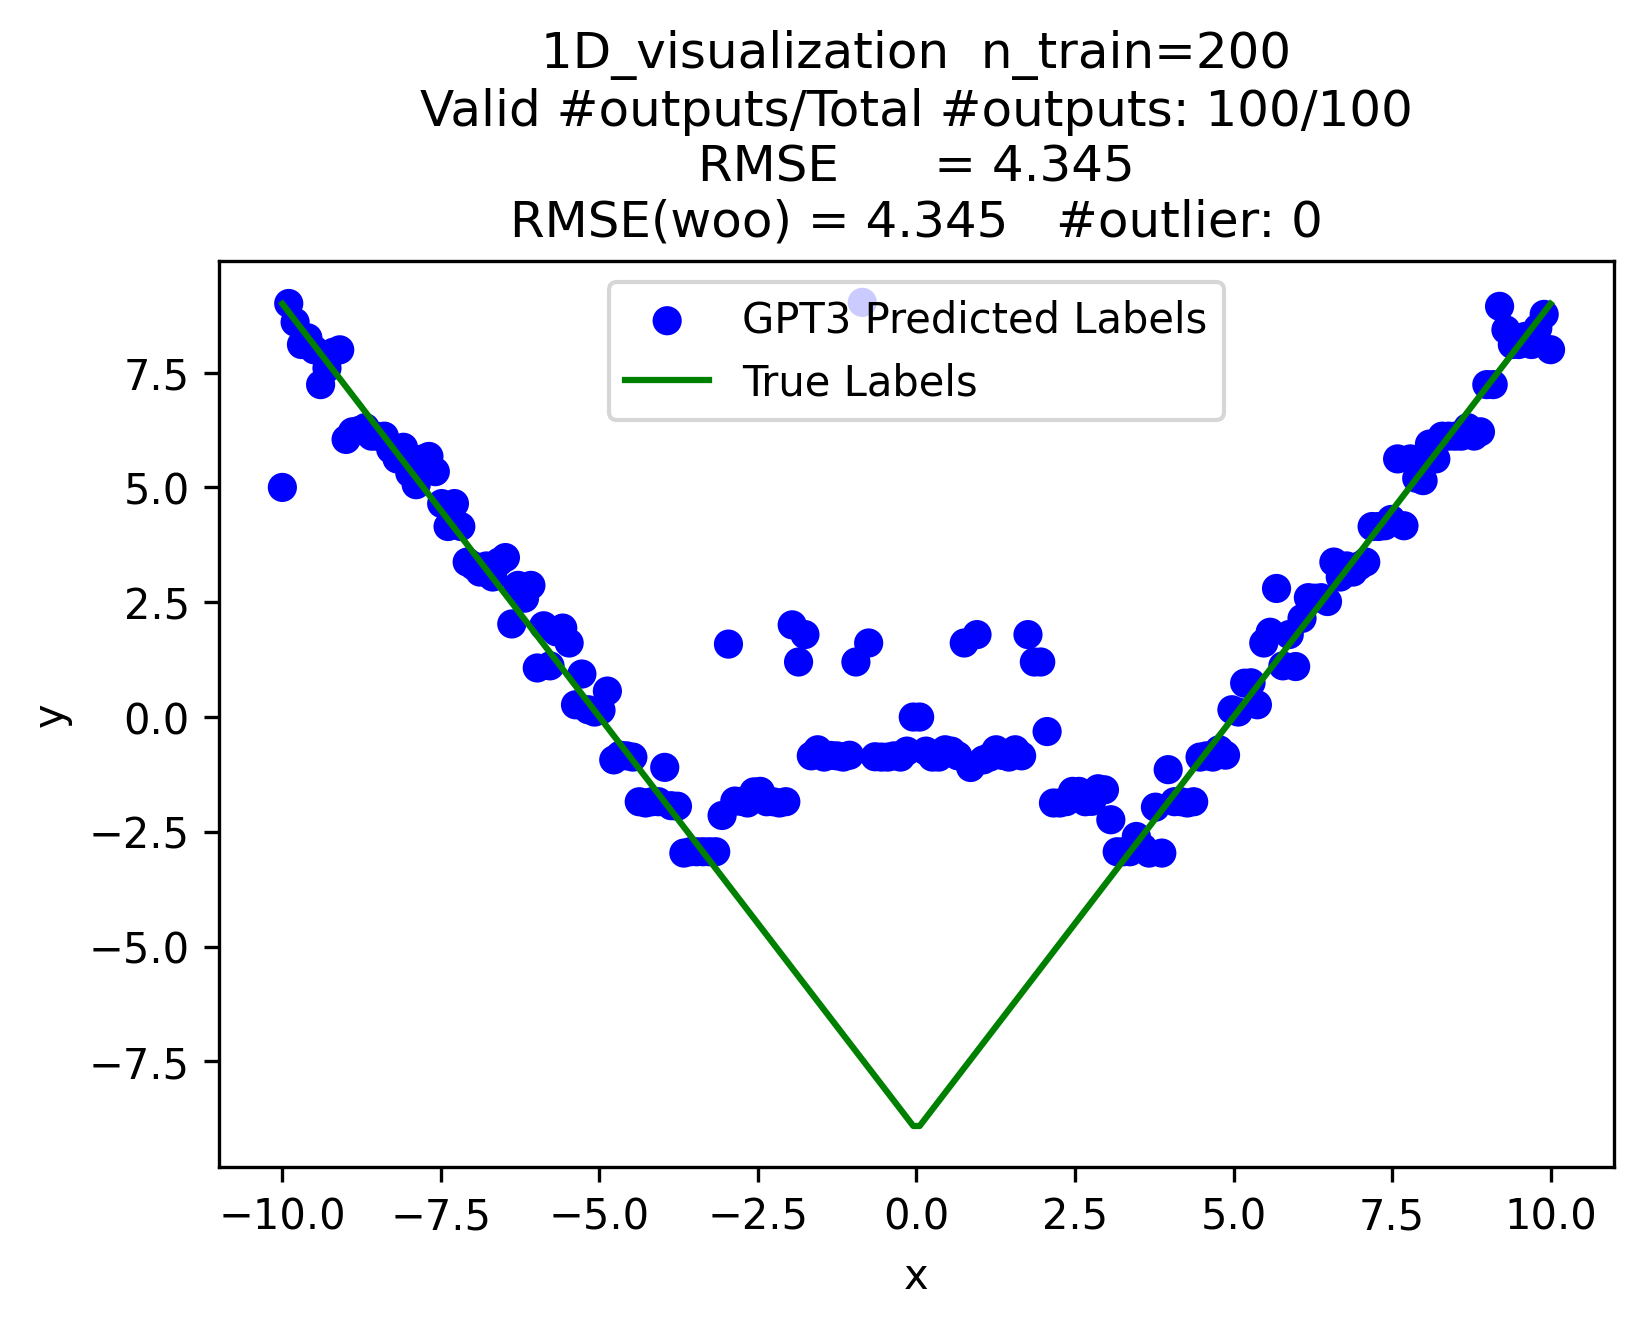 1D_visualization  n_train=200
Valid #outputs/Total #outputs: 100/100
RMSE      = 4.345
RMSE(woo) = 4.345   #outlier: 0
GPT3 Predicted Labels
True Labels
7.5
5.0
2.5
0.0
−2.5
−5.0
−7.5
y
−10.0 −7.5 −5.0 −2.5 0.0 2.5 5.0 7.5 10.0
x